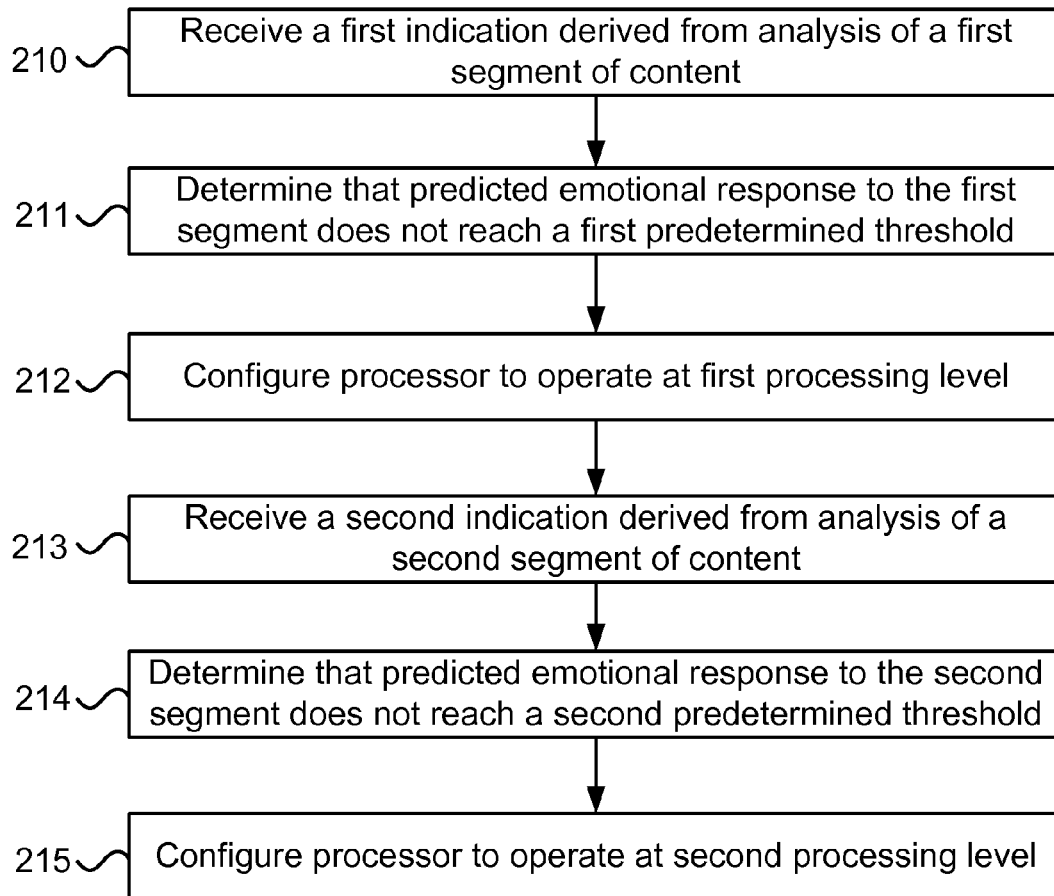 210
Receive a first indication derived from analysis of a first
segment of content
211
Determine that predicted emotional response to the first
segment does not reach a first predetermined threshold
212
Configure processor to operate at first processing level
213
Receive a second indication derived from analysis of a
second segment of content
214
Determine that predicted emotional response to the second
segment does not reach a second predetermined threshold
215
Configure processor to operate at second processing level